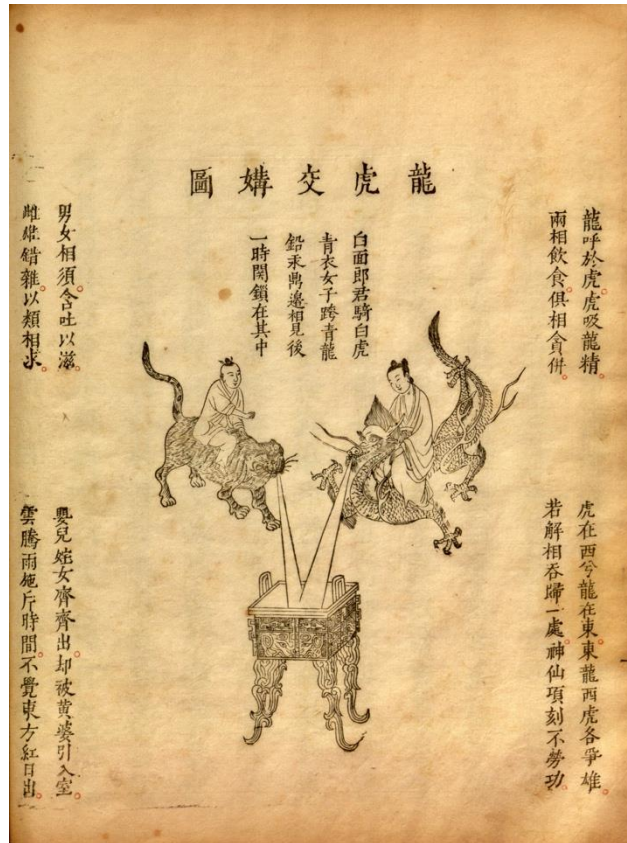 龍虎交媾圖
龍呼於虎。虎吸龍精。
兩相飲食。俱相貪併。
白面郎君騎白虎
青衣女子跨青龍
鉛汞鼎邊相見後
一時關鎖在其中
男女相須。含吐以滋。
雌雄錯雜。以類相求。
虎在西兮龍在東。東龍西虎各爭雄。
若解相吞歸一處。神仙項刻不勞功。
嬰兒姹女齊齊出。却被黄婆引入室。
雲騰雨施片時間。不覺東方紅日出。